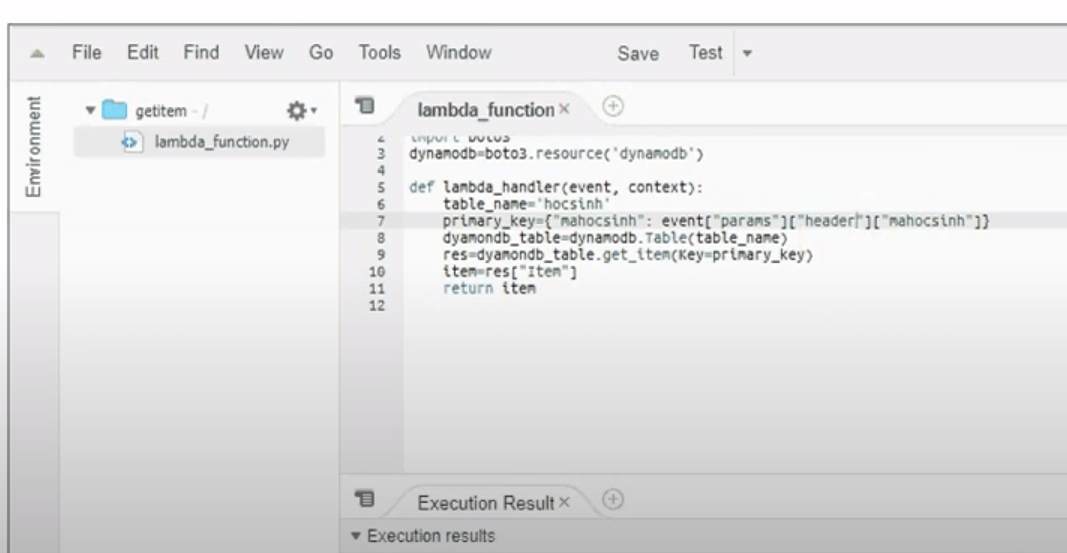 File Edit Find View Go Tools Window Save Test
Environment
getitem - /
lambda_function.py
lambda_function ×
2 import boto3
3 dynamodb=boto3.resource('dynamodb')
4
5 def lambda_handler(event, context):
6 table_name='hocsinh'
7 primary_key={"mahocsinh": event["params"]["header"]["mahocsinh"]}
8 dyamondb_table=dynamodb.Table(table_name)
9 res=dyamondb_table.get_item(Key=primary_key)
10 item=res["Item"]
11 return item
12
Execution Result ×
Execution results